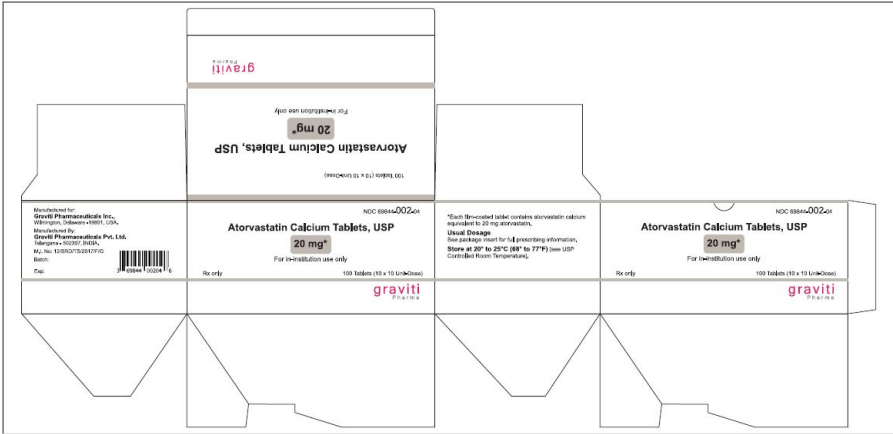 graviti
Pharma
For in-institution use only
20 mg*
Atorvastatin Calcium Tablets, USP
100 Tablets (10 x 10 Unit-Dose)
Manufactured for:
Graviti Pharmaceuticals Inc.,
Wilmington, Delaware-19801, USA.
Manufactured By:
Graviti Pharmaceuticals Pvt. Ltd.
Telangana - 502307, INDIA.
M.L. No: 12/SRD/TS/2017/F/G
Batch:
Exp:
3 69844 00204 6
NDC 69844-002-04
Atorvastatin Calcium Tablets, USP
20 mg*
For in-institution use only
Rx only
100 Tablets (10 x 10 Unit-Dose)
graviti
Pharma
*Each film-coated tablet contains atorvastatin calcium
equivalent to 20 mg atorvastatin.
Usual Dosage
See package insert for full prescribing information.
Store at 20° to 25°C (68° to 77°F) [see USP
Controlled Room Temperature].
NDC 69844-002-04
Atorvastatin Calcium Tablets, USP
20 mg*
For in-institution use only
Rx only
100 Tablets (10 x 10 Unit-Dose)
graviti
Pharma